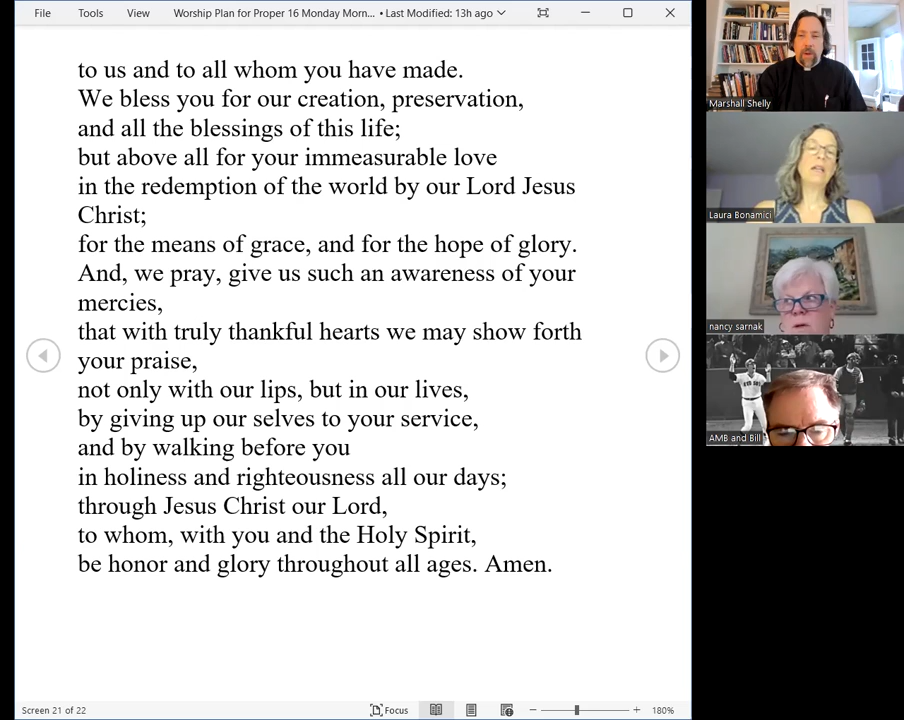 File Tools View Worship Plan for Proper 16 Monday Morn... • Last Modified: 13h ago
to us and to all whom you have made.
We bless you for our creation, preservation,
and all the blessings of this life;
but above all for your immeasurable love
in the redemption of the world by our Lord Jesus
Christ;
for the means of grace, and for the hope of glory.
And, we pray, give us such an awareness of your
mercies,
that with truly thankful hearts we may show forth
your praise,
not only with our lips, but in our lives,
by giving up our selves to your service,
and by walking before you
in holiness and righteousness all our days;
through Jesus Christ our Lord,
to whom, with you and the Holy Spirit,
be honor and glory throughout all ages. Amen.
Screen 21 of 22
Focus
180%
Marshall Shelly
Laura Bonamici
nancy sarnak
RED SOX
AMB and Bill